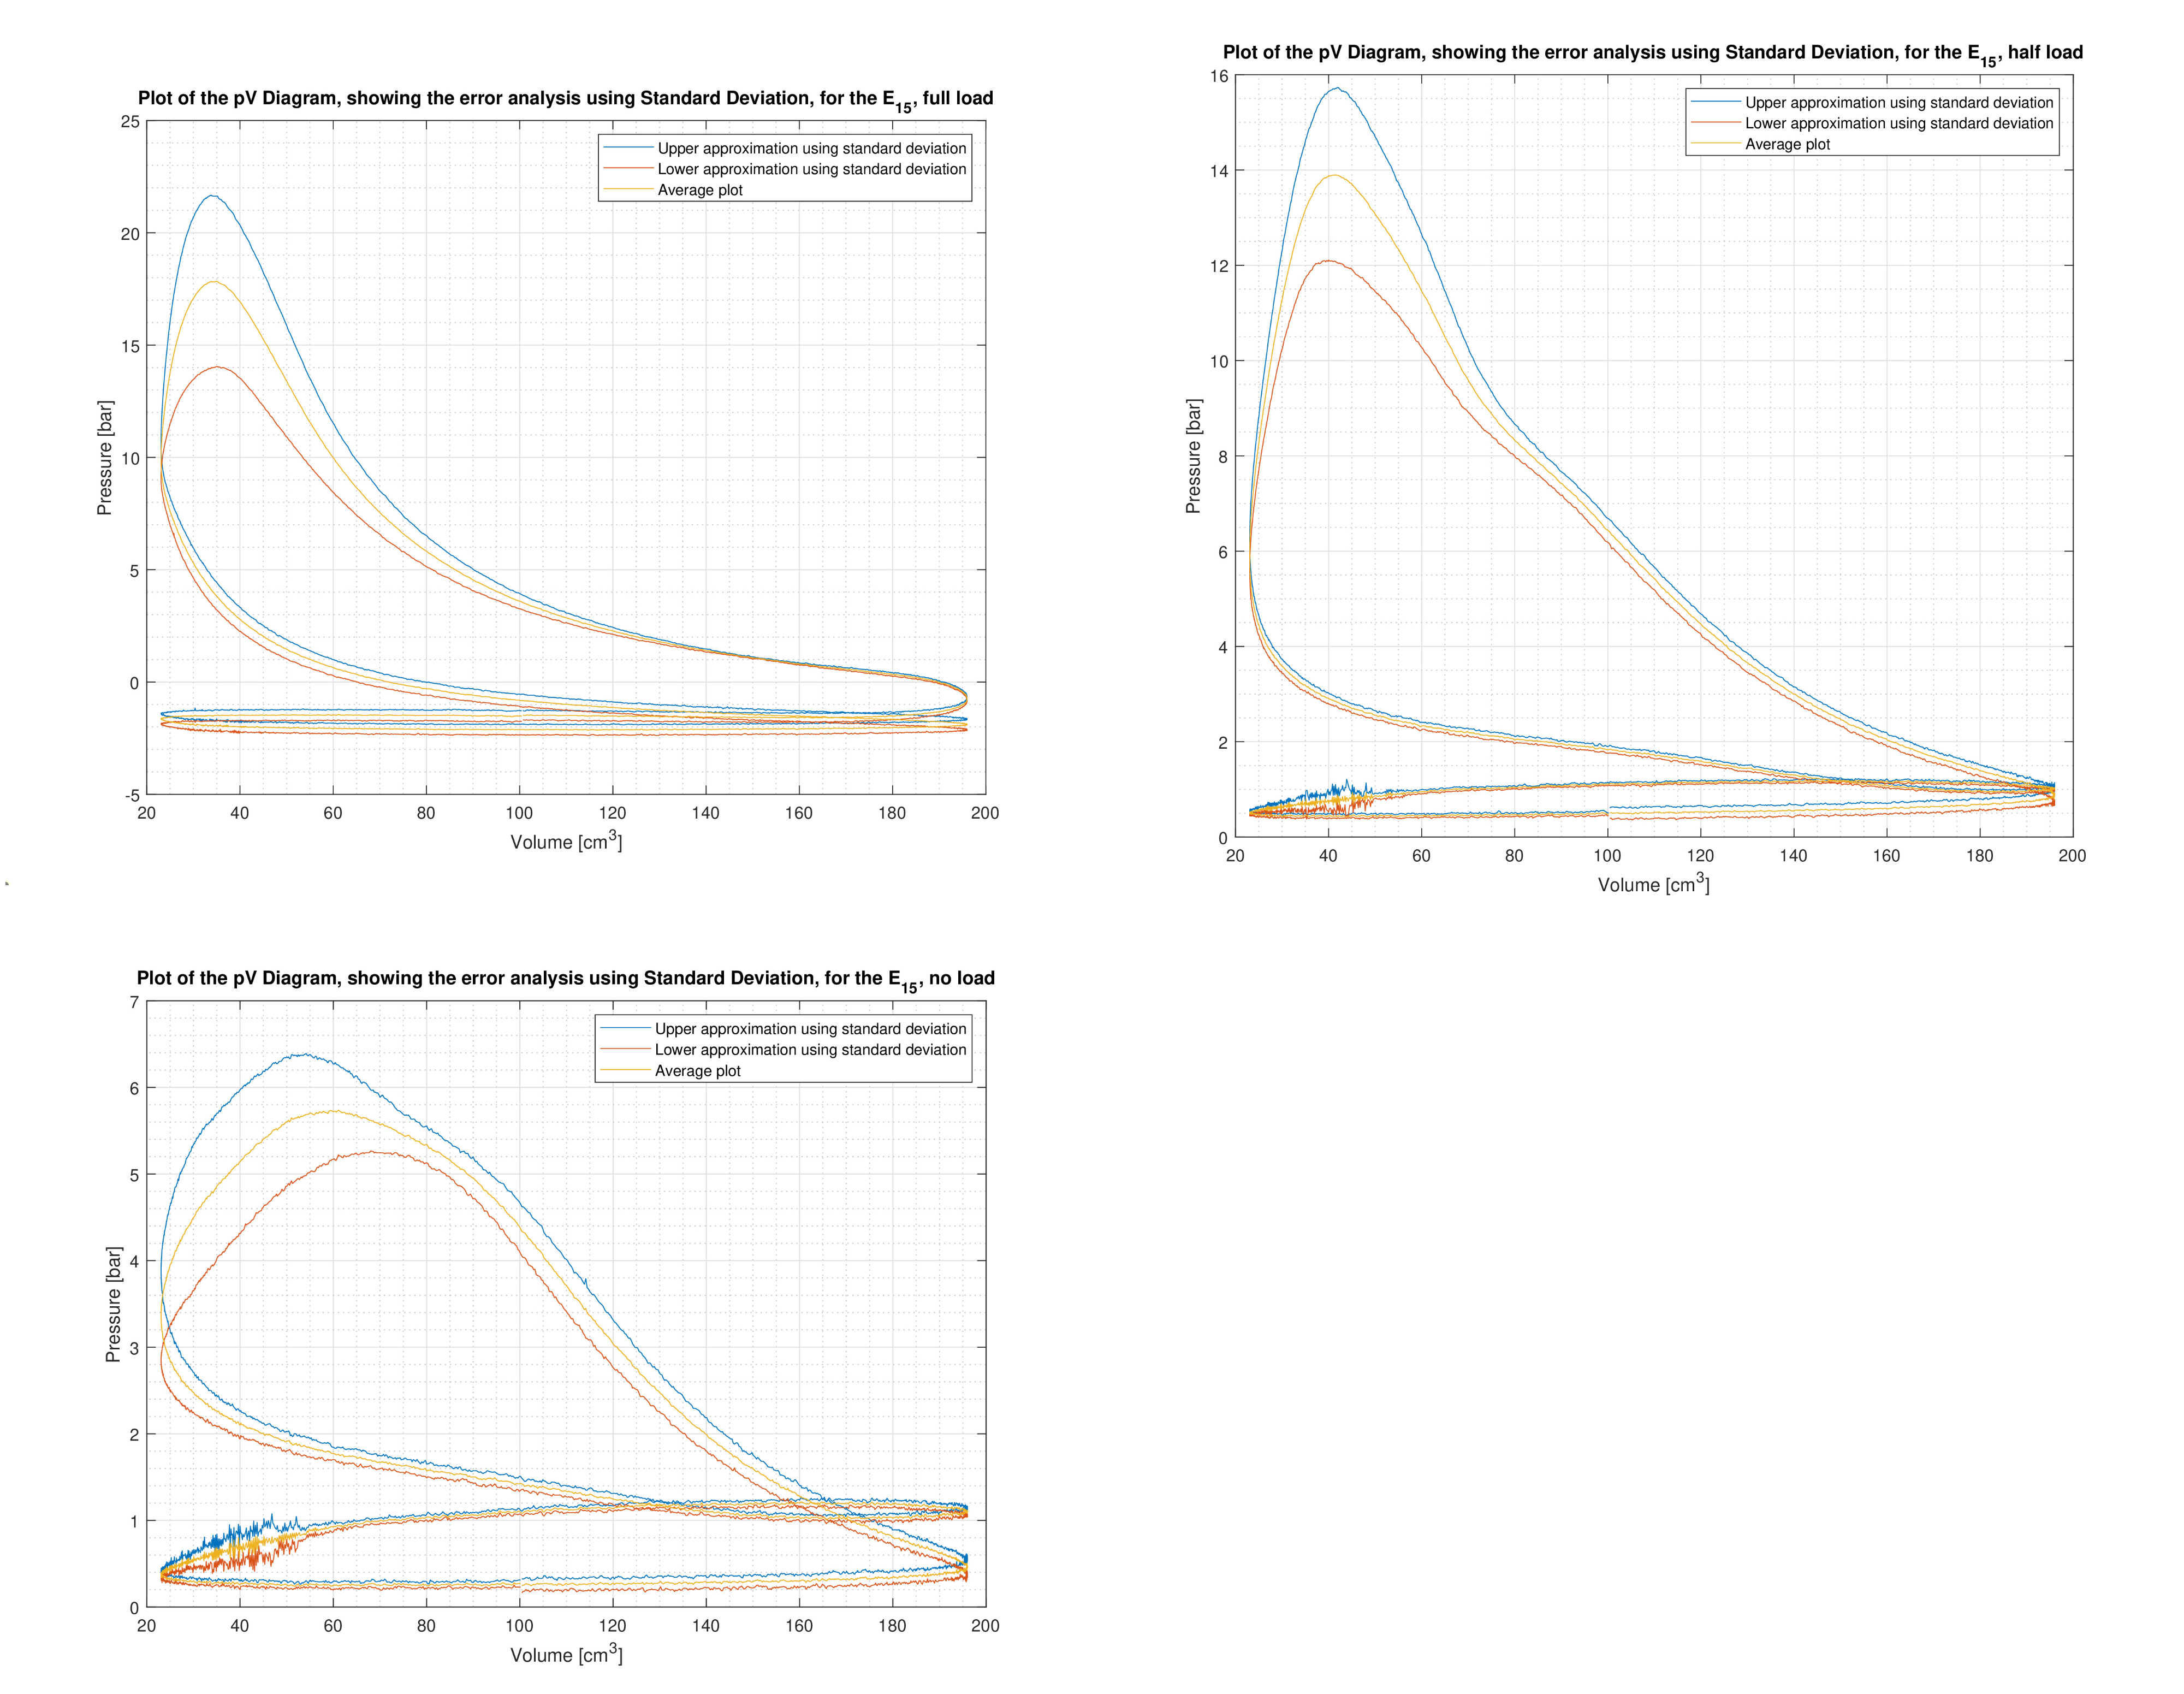 Plot of the pV Diagram, showing the error analysis using Standard Deviation, for the E15, full load
25
20
15
10
5
0
-5
Pressure [bar]
20 40 60 80 100 120 140 160 180 200
Volume [cm3]
Upper approximation using standard deviation
Lower approximation using standard deviation
Average plot
Plot of the pV Diagram, showing the error analysis using Standard Deviation, for the E15, half load
16
14
12
10
8
6
4
2
0
Pressure [bar]
20 40 60 80 100 120 140 160 180 200
Volume [cm3]
Upper approximation using standard deviation
Lower approximation using standard deviation
Average plot
Plot of the pV Diagram, showing the error analysis using Standard Deviation, for the E15, no load
7
6
5
4
3
2
1
0
Pressure [bar]
20 40 60 80 100 120 140 160 180 200
Volume [cm3]
Upper approximation using standard deviation
Lower approximation using standard deviation
Average plot